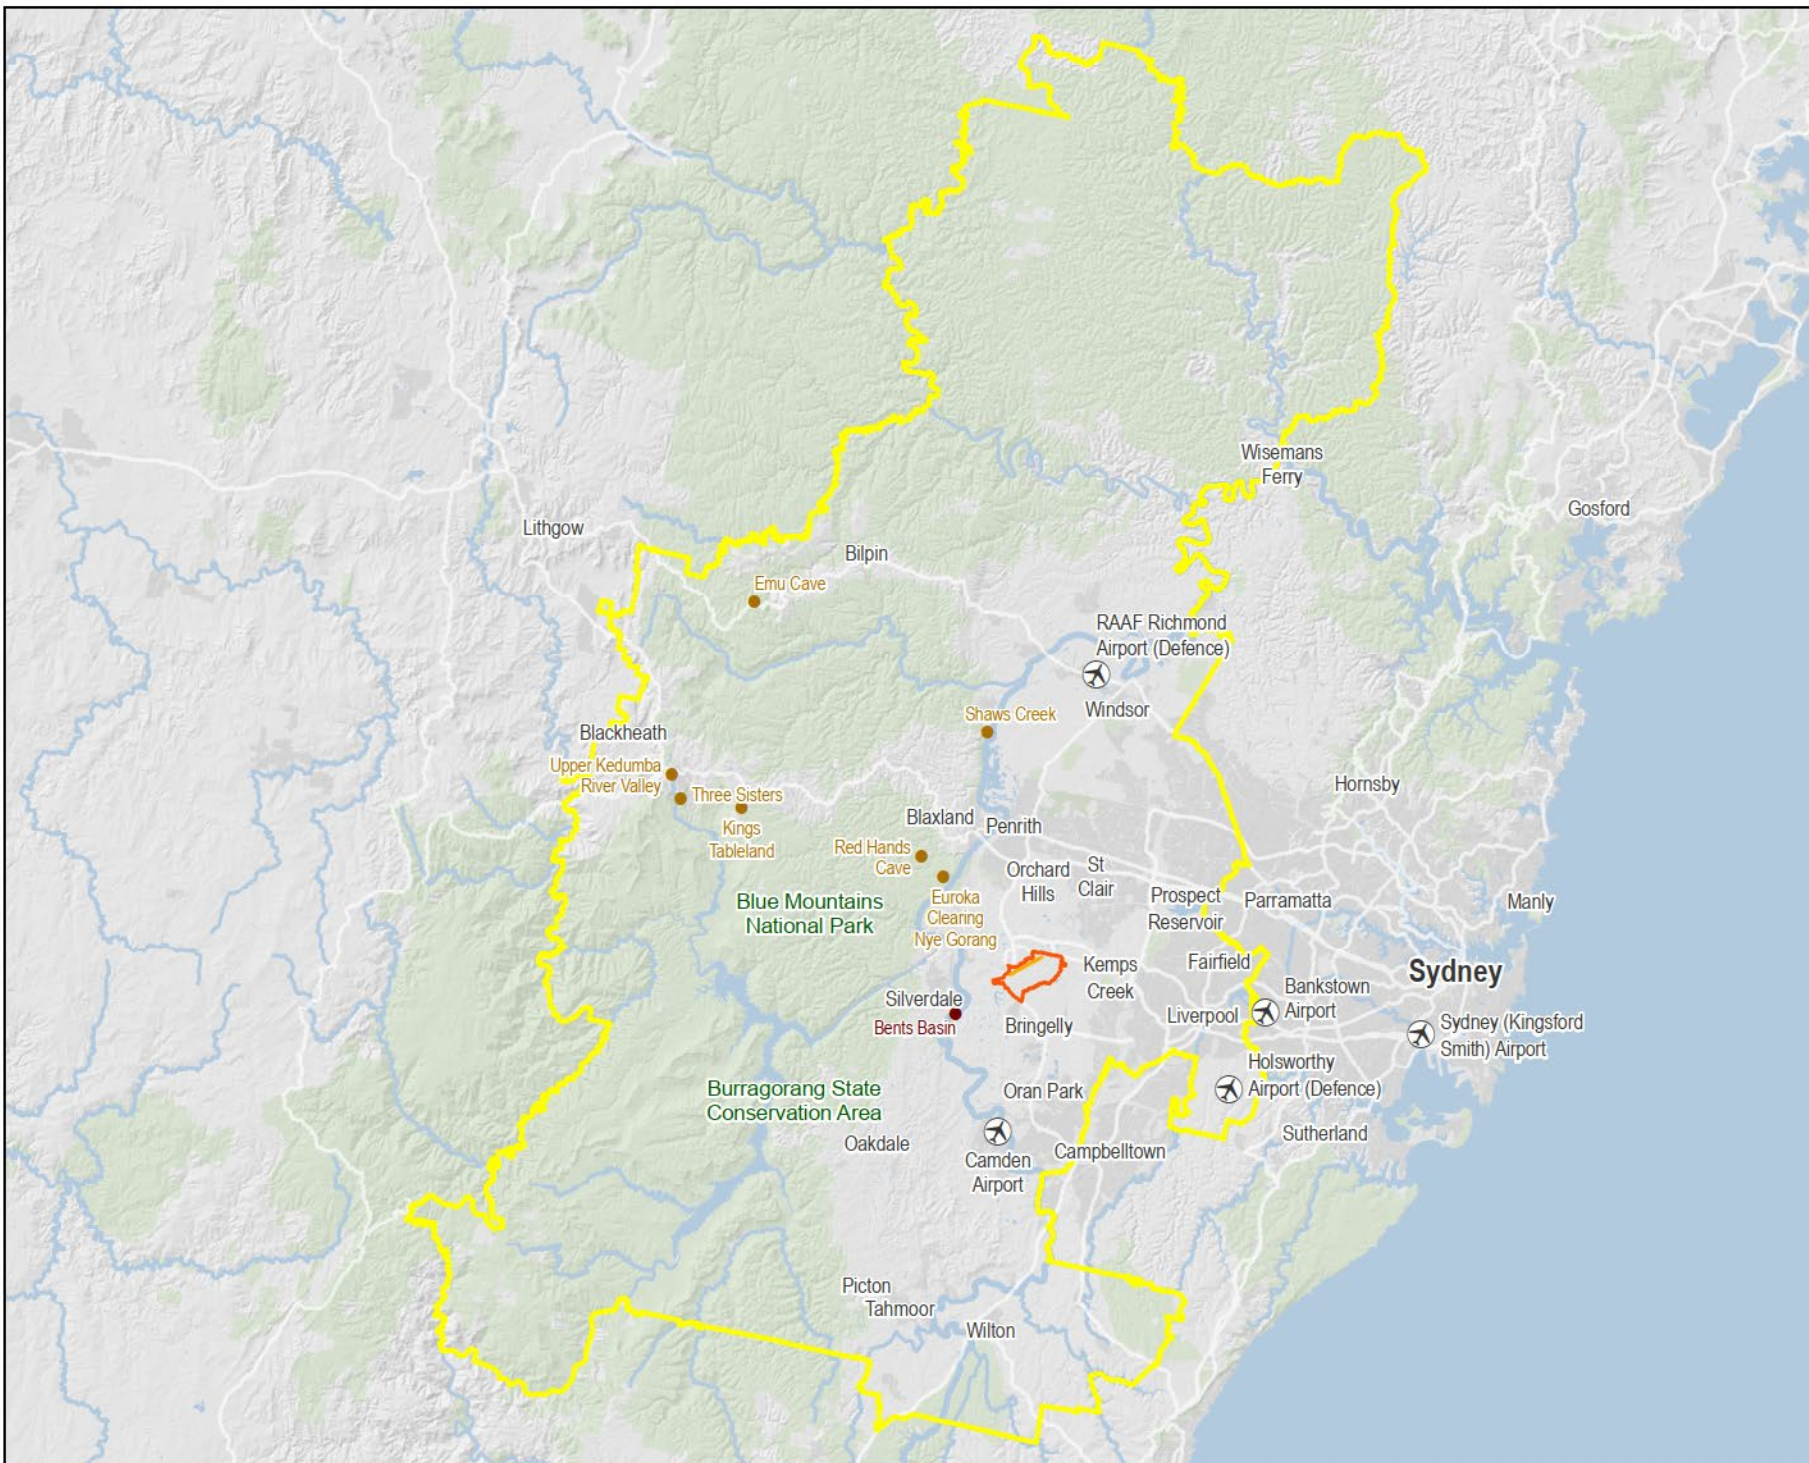 Wisemans
Ferry
Gosford
Lithgow
Bilpin
Emu Cave
RAAF Richmond
Airport (Defence)
Windsor
Shaws Creek
Blackheath
Upper Kedumba
River Valley
Three Sisters
Kings
Tableland
Hornsby
Blaxland
Penrith
Red Hands
Cave
Orchard
Hills
St
Clair
Euroka
Clearing
Nye Gorang
Blue Mountains
National Park
Prospect
Reservoir
Parramatta
Manly
Kemps
Creek
Fairfield
Sydney
Bankstown
Airport
Silverdale
Bents Basin
Bringelly
Liverpool
Sydney (Kingsford
Smith) Airport
Holsworthy
Airport (Defence)
Burragorang State
Conservation Area
Oran Park
Oakdale
Camden
Airport
Campbelltown
Sutherland
Picton
Tahmoor
Wilton